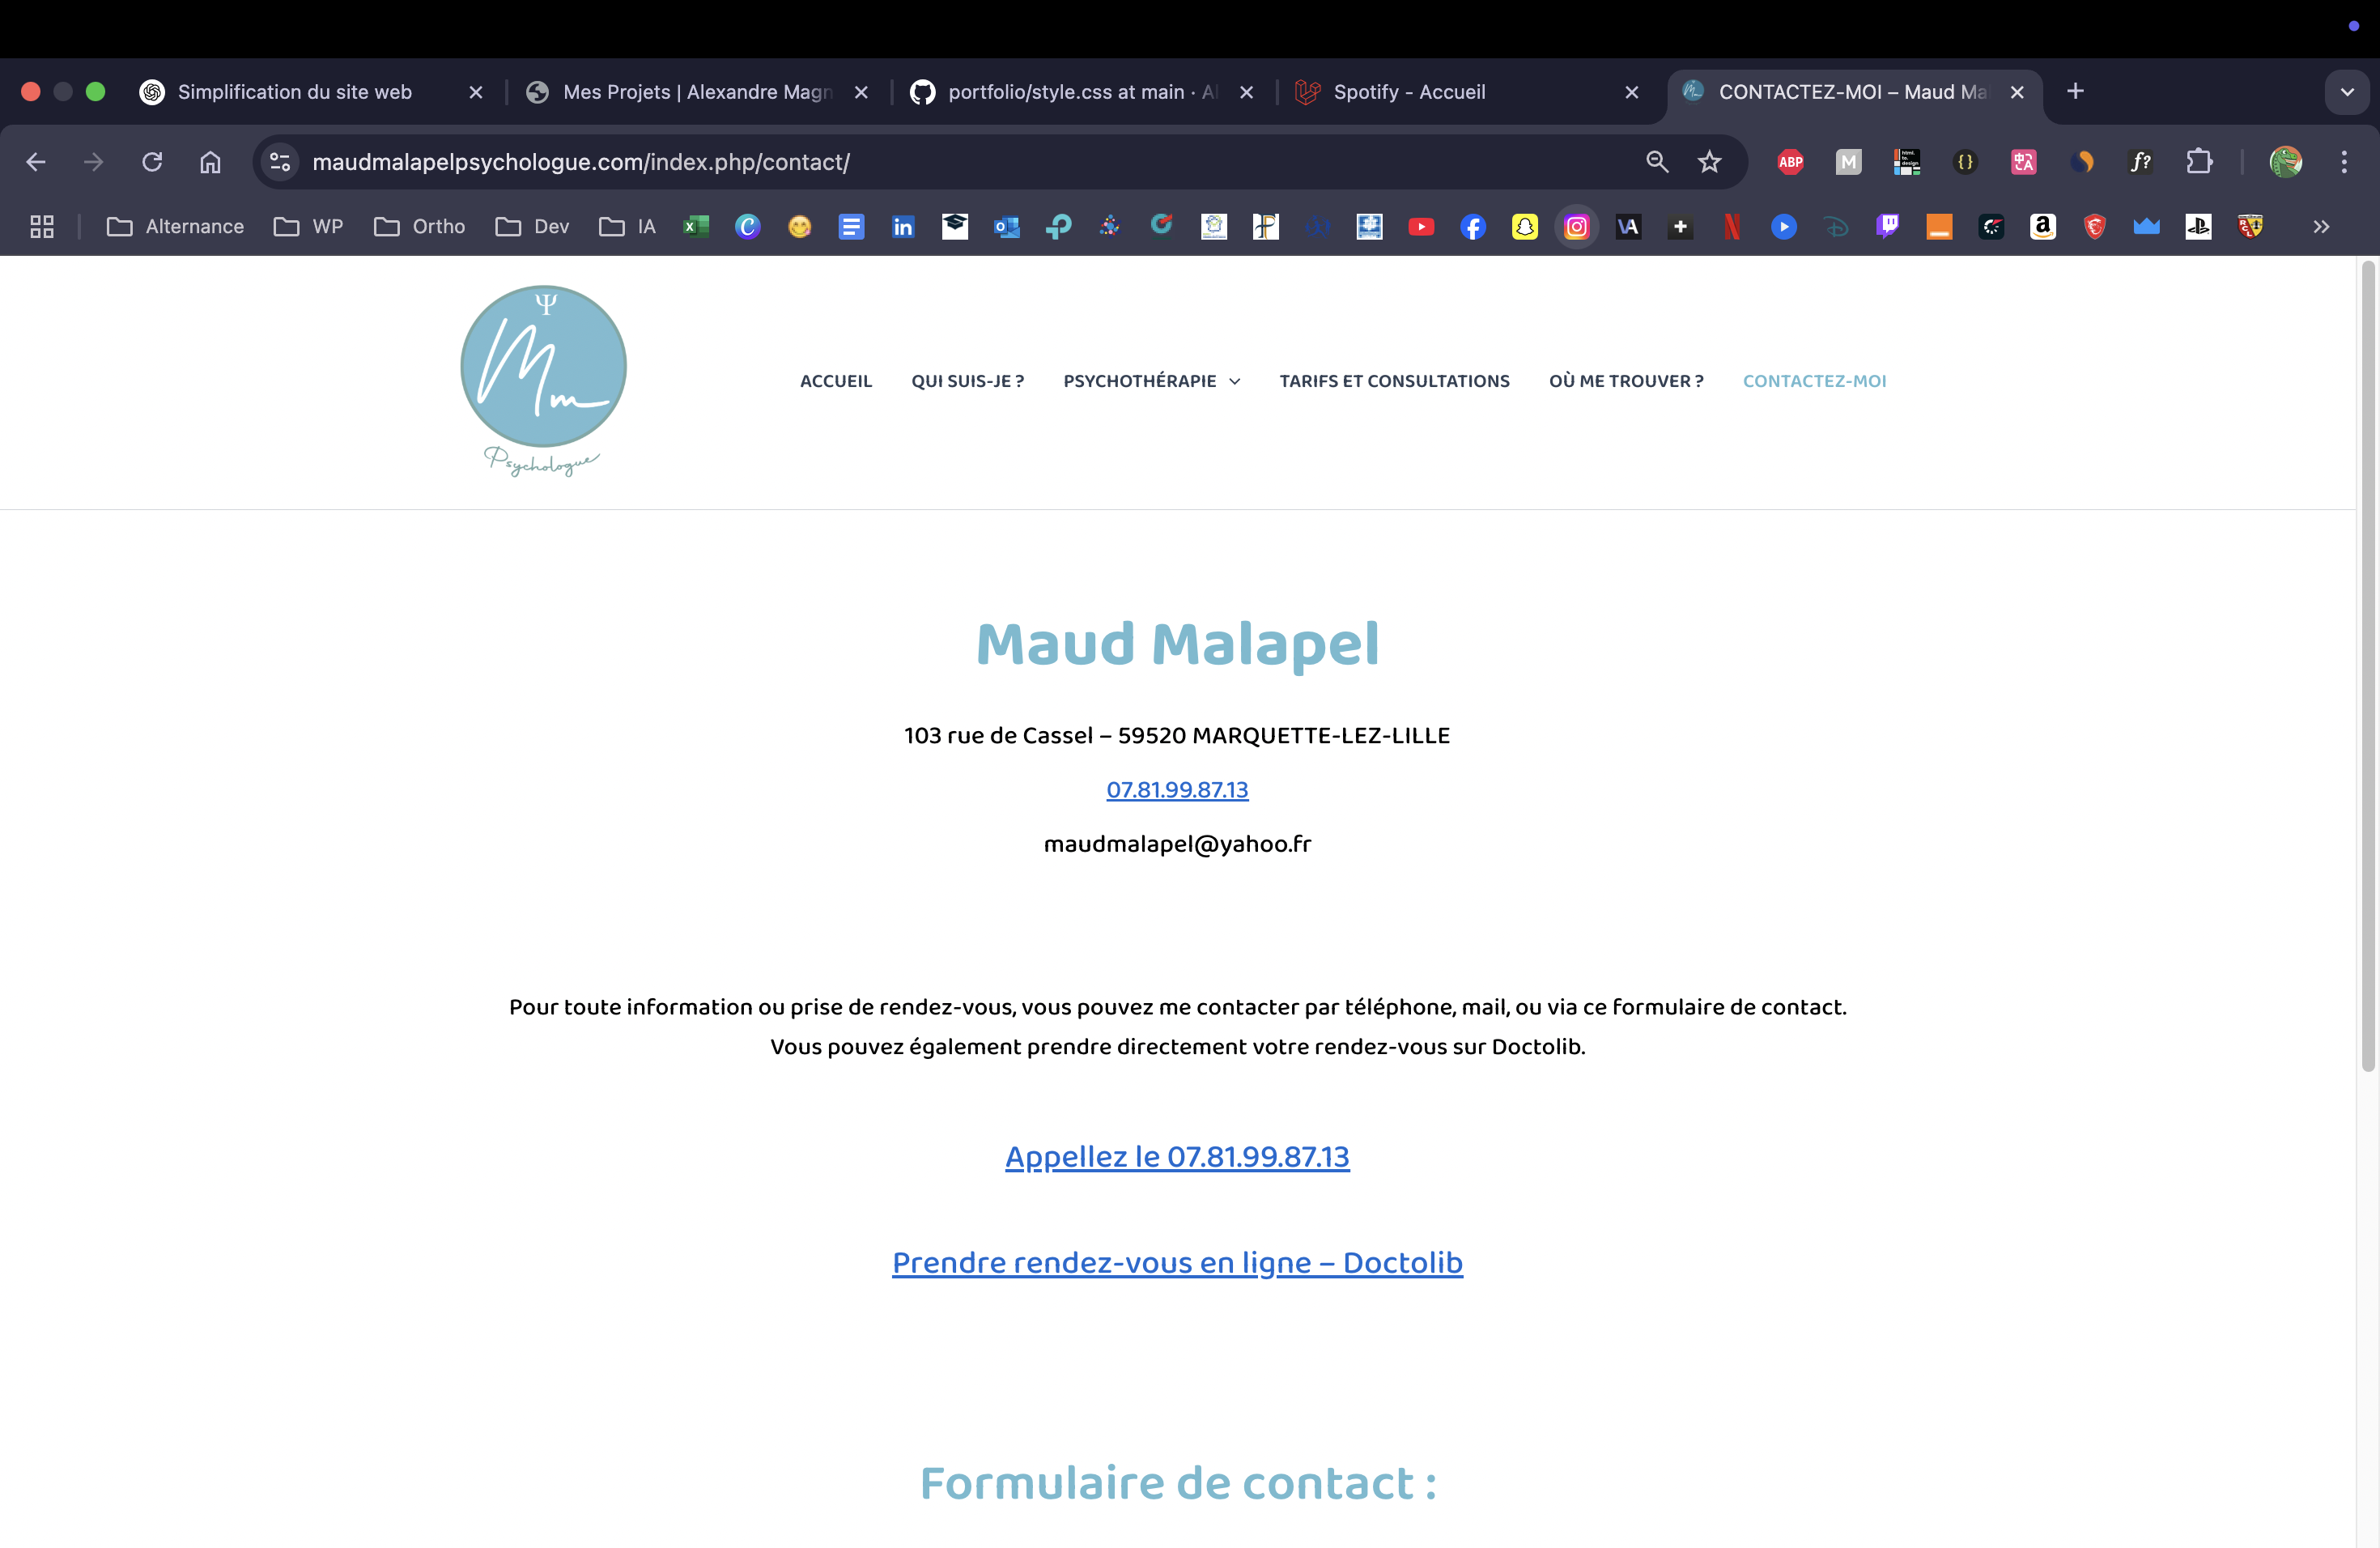 Simplification du site web
Mes Projets | Alexandre Magn
portfolio/style.css at main · Al
Spotify - Accueil
CONTACTEZ-MOI – Maud Ma
maudmalapelpsychologue.com/index.php/contact/
Alternance
WP
Ortho
Dev
IA
Ψ
Mm
Psychologue
ACCUEIL
QUI SUIS-JE ?
PSYCHOTHÉRAPIE
TARIFS ET CONSULTATIONS
OÙ ME TROUVER ?
CONTACTEZ-MOI
Maud Malapel
103 rue de Cassel – 59520 MARQUETTE-LEZ-LILLE
07.81.99.87.13
maudmalapel@yahoo.fr
Pour toute information ou prise de rendez-vous, vous pouvez me contacter par téléphone, mail, ou via ce formulaire de contact.
Vous pouvez également prendre directement votre rendez-vous sur Doctolib.
Appellez le 07.81.99.87.13
Prendre rendez-vous en ligne – Doctolib
Formulaire de contact :